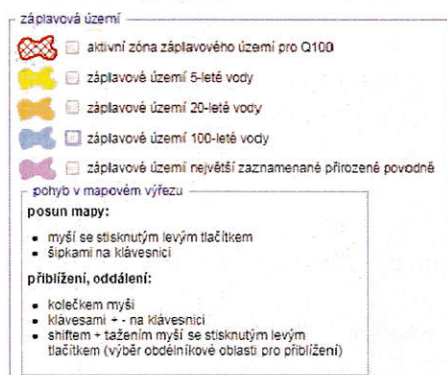 záplavová území
aktivní zóna záplavového území pro Q100
záplavové území 5-leté vody
záplavové území 20-leté vody
záplavové území 100-leté vody
záplavové území největší zaznamenané přirozené povodně
pohyb v mapovém výřezu
posun mapy:
• myší se stisknutým levým tlačítkem
• šipkami na klávesnici
přiblížení, oddálení:
• kolečkem myši
• klávesami + - na klávesnici
• shiftem + tažením myší se stisknutým levým
tlačítkem (výběr obdélníkové oblasti pro přiblížení)